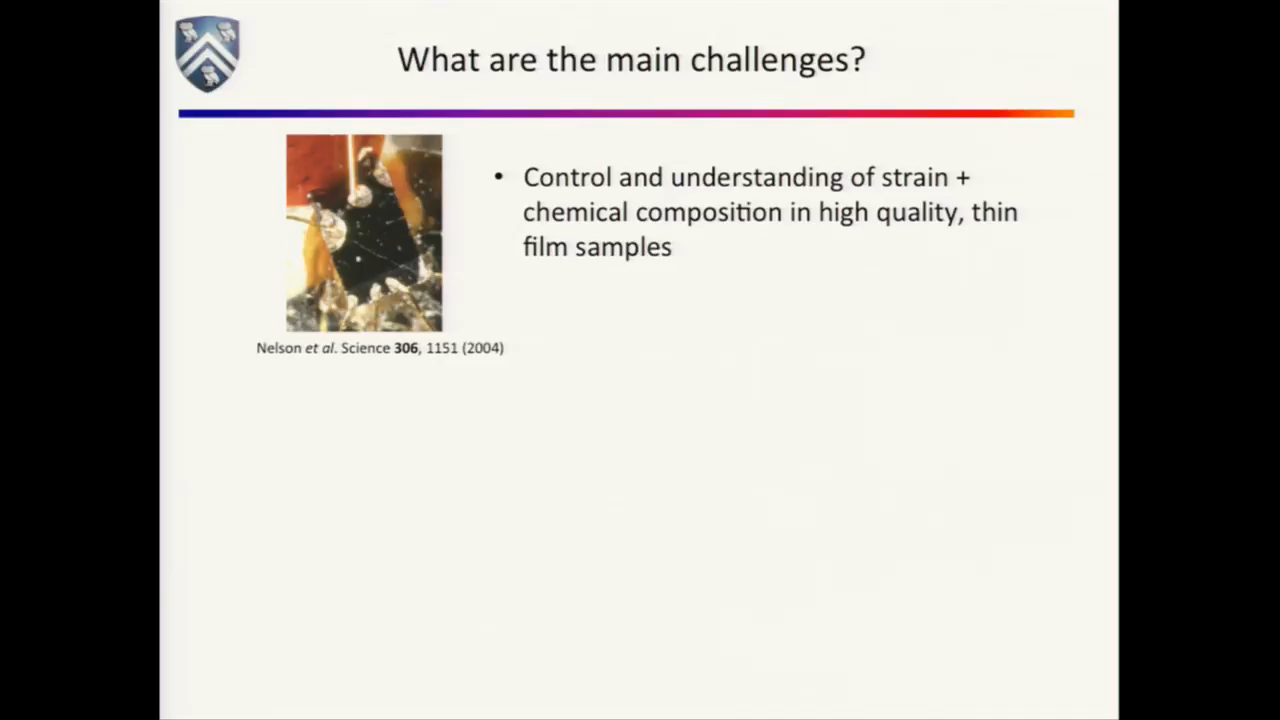 What are the main challenges?
• Control and understanding of strain +
chemical composition in high quality, thin
film samples
Nelson et al. Science 306, 1151 (2004)